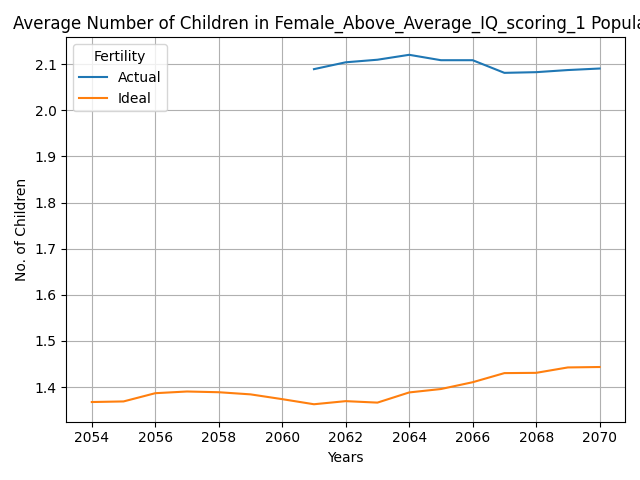 Average Number of Children in Female_Above_Average_IQ_scoring_1 Popula
Fertility
Actual
Ideal
2.1
2.0
1.9
1.8
1.7
1.6
1.5
1.4
No. of Children
2054 2056 2058 2060 2062 2064 2066 2068 2070
Years